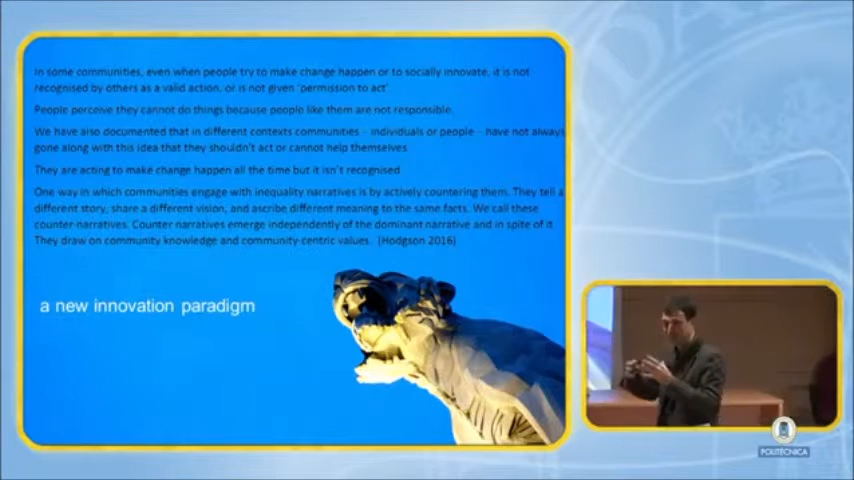 In some communities, even when people try to make change happen or to socially innovate, it is not
recognised by others as a valid action, or is not given 'permission to act'.
People perceive they cannot do things because people like them are not responsible.
We have also documented that in different contexts communities – individuals or people – have not always
gone along with this idea that they shouldn't act or cannot help themselves
They are acting to make change happen all the time but it isn't recognised
One way in which communities engage with inequality narratives is by actively countering them. They tell a
different story, share a different vision, and ascribe different meaning to the same facts. We call these
counter-narratives. Counter narratives emerge independently of the dominant narrative and in spite of it.
They draw on community knowledge and community-centric values. (Hodgson 2016)
a new innovation paradigm
POLITÉCNICA